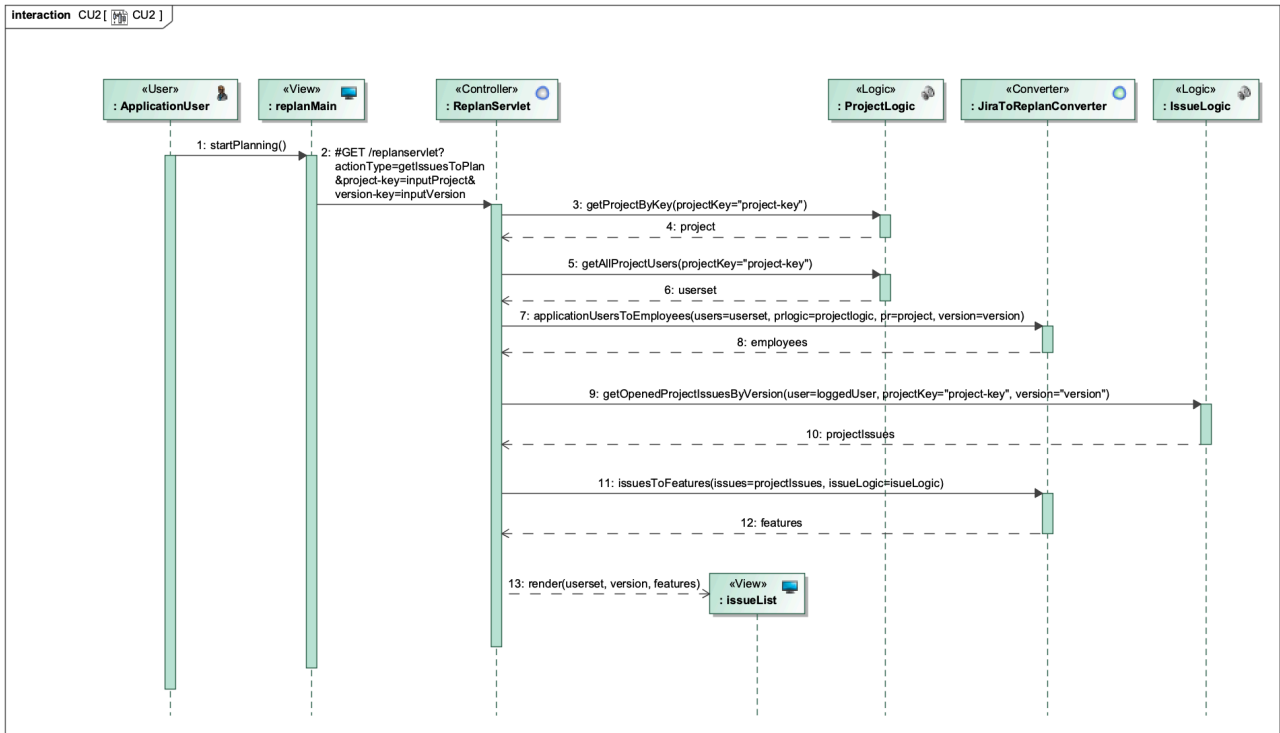 interaction CU2 [ CU2 ]
«User»
: ApplicationUser
«View»
: replanMain
«Controller»
: ReplanServlet
«Logic»
: ProjectLogic
«Converter»
: JiraToReplanConverter
«Logic»
: IssueLogic
1: startPlanning()
2: #GET /replanservlet?
actionType=getIssuesToPlan
&project-key=inputProject&
version-key=inputVersion
3: getProjectByKey(projectKey="project-key")
4: project
5: getAllProjectUsers(projectKey="project-key")
6: userset
7: applicationUsersToEmployees(users=userset, prlogic=projectlogic, pr=project, version=version)
8: employees
9: getOpenedProjectIssuesByVersion(user=loggedUser, projectKey="project-key", version="version")
10: projectIssues
11: issuesToFeatures(issues=projectIssues, issueLogic=isueLogic)
12: features
13: render(userset, version, features)
«View»
: issueList